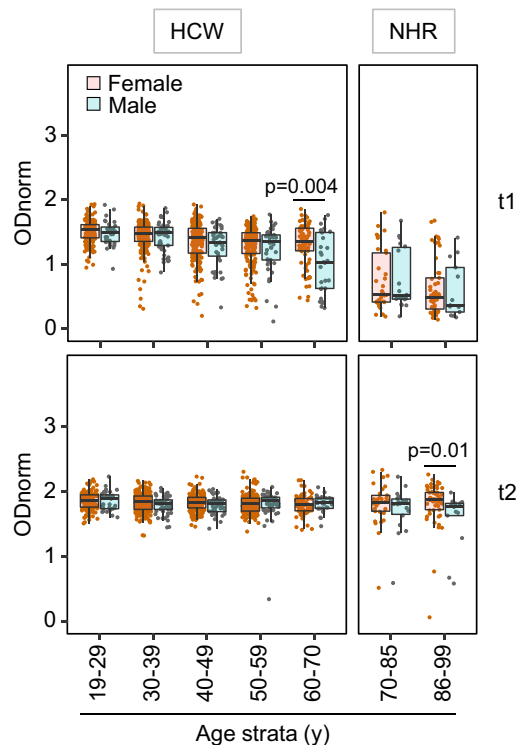 HCW
NHR
Female
Male
ODnorm
3
2
1
0
p=0.004
t1
ODnorm
3
2
1
0
p=0.01
t2
19-29
30-39
40-49
50-59
60-70
70-85
86-99
Age strata (y)